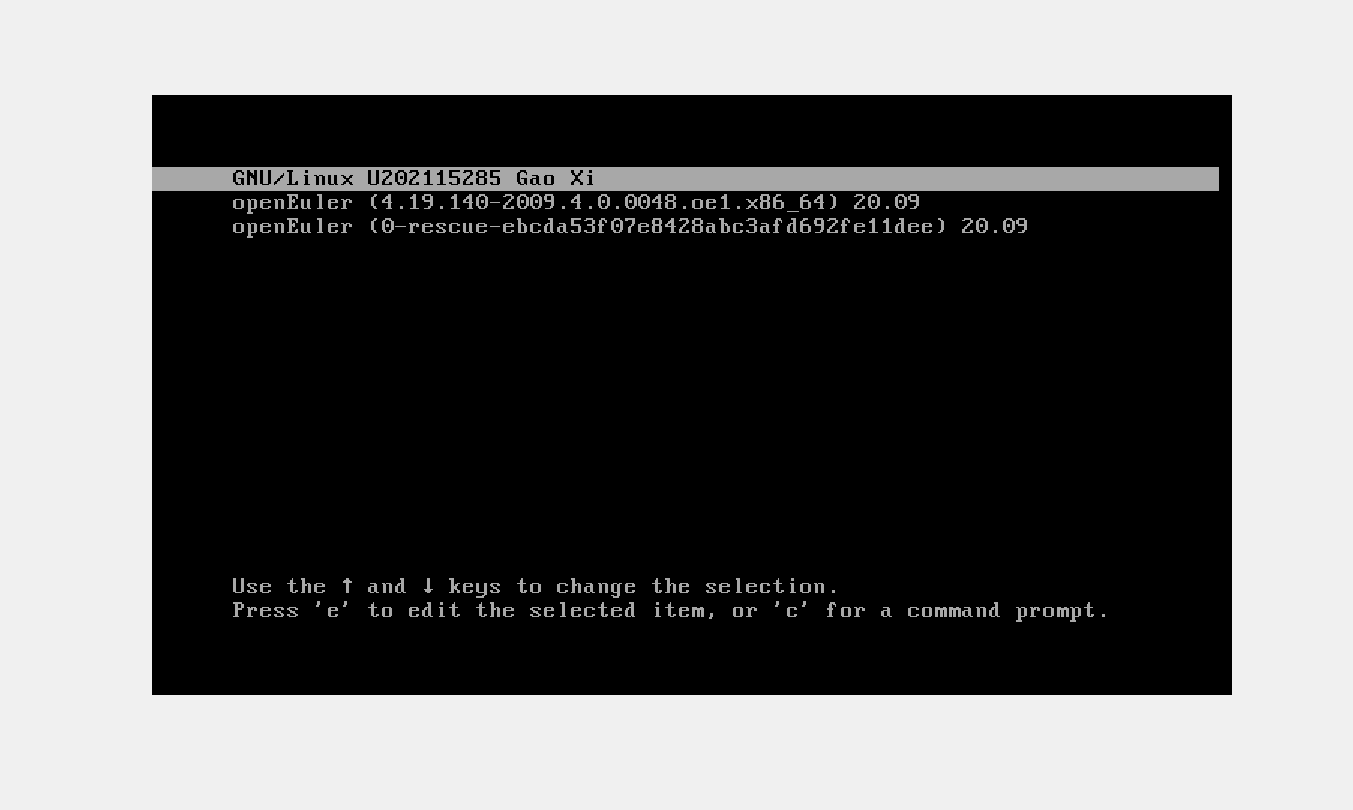 GNU/Linux U202115285 Gao Xi
openEuler (4.19.140-2009.4.0.0048.oe1.x86_64) 20.09
openEuler (0-rescue-ebcda53f07e8428abc3afd692fe11dee) 20.09
Use the ↑ and ↓ keys to change the selection.
Press 'e' to edit the selected item, or 'c' for a command prompt.